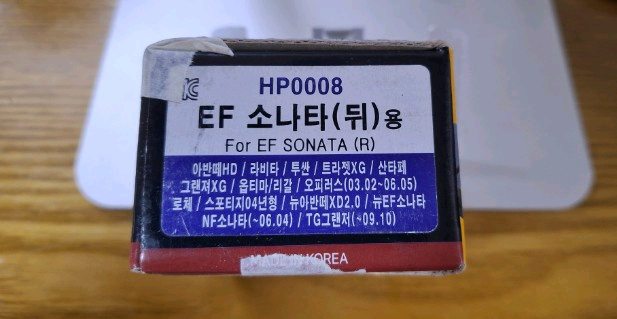 HP0008
EF 소나타(뒤)용
For EF SONATA (R)
아반떼HD / 라비타 / 투싼 / 트라젯XG / 산타페
그랜져XG / 옵티마/리갈 / 오피러스(03.02~06.05)
로체 / 스포티지04년형 / 뉴아반떼XD2.0 / 뉴EF소나타
NF소나타(~06.04) / TG그랜저(~09.10)
MADE IN KOREA